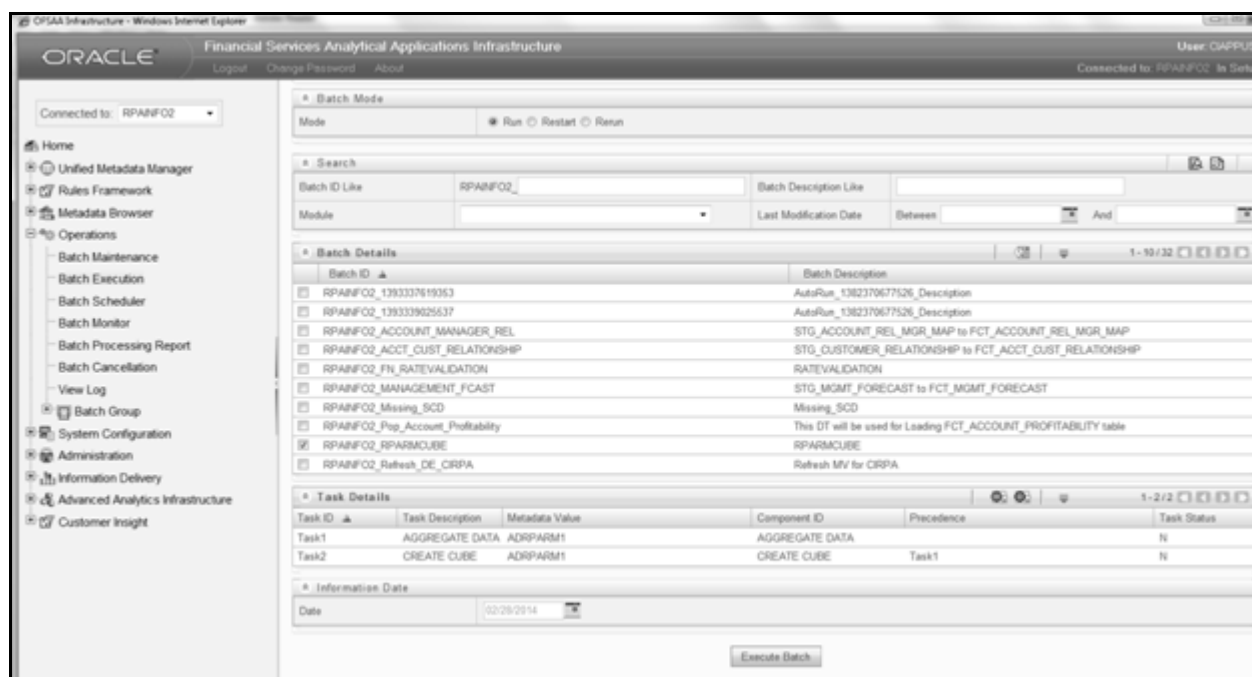 OFSAA Infrastructure - Windows Internet Explorer
ORACLE
Financial Services Analytical Applications Infrastructure
User: CIAPPUS
Logout Change Password About
Connected to: RPAINFO2 In Setu
Connected to: RPAINFO2
Home
Unified Metadata Manager
Rules Framework
Metadata Browser
Operations
Batch Maintenance
Batch Execution
Batch Scheduler
Batch Monitor
Batch Processing Report
Batch Cancellation
View Log
Batch Group
System Configuration
Administration
Information Delivery
Advanced Analytics Infrastructure
Customer Insight
Batch Mode
Mode Run Restart Rerun
Search
Batch ID Like RPAINFO2_ Batch Description Like
Module Last Modification Date Between And
Batch Details 1 - 10 / 32
Batch ID Batch Description
RPAINFO2_1393337619353 AutoRun_1382370677526_Description
RPAINFO2_1393339025537 AutoRun_1382370677526_Description
RPAINFO2_ACCOUNT_MANAGER_REL STG_ACCOUNT_REL_MGR_MAP to FCT_ACCOUNT_REL_MGR_MAP
RPAINFO2_ACCT_CUST_RELATIONSHIP STG_CUSTOMER_RELATIONSHIP to FCT_ACCT_CUST_RELATIONSHIP
RPAINFO2_FN_RATEVALIDATION RATEVALIDATION
RPAINFO2_MANAGEMENT_FCAST STG_MGMT_FORECAST to FCT_MGMT_FORECAST
RPAINFO2_Missing_SCD Missing_SCD
RPAINFO2_Pop_Account_Profitability This DT will be used for Loading FCT_ACCOUNT_PROFITABILITY table
RPAINFO2_RPARMCUBE RPARMCUBE
RPAINFO2_Refresh_DE_CIRPA Refresh MV for CIRPA
Task Details 1 - 2 / 2
Task ID Task Description Metadata Value Component ID Precedence Task Status
Task1 AGGREGATE DATA ADRPARM1 AGGREGATE DATA N
Task2 CREATE CUBE ADRPARM1 CREATE CUBE Task1 N
Information Date
Date 02/28/2014
Execute Batch